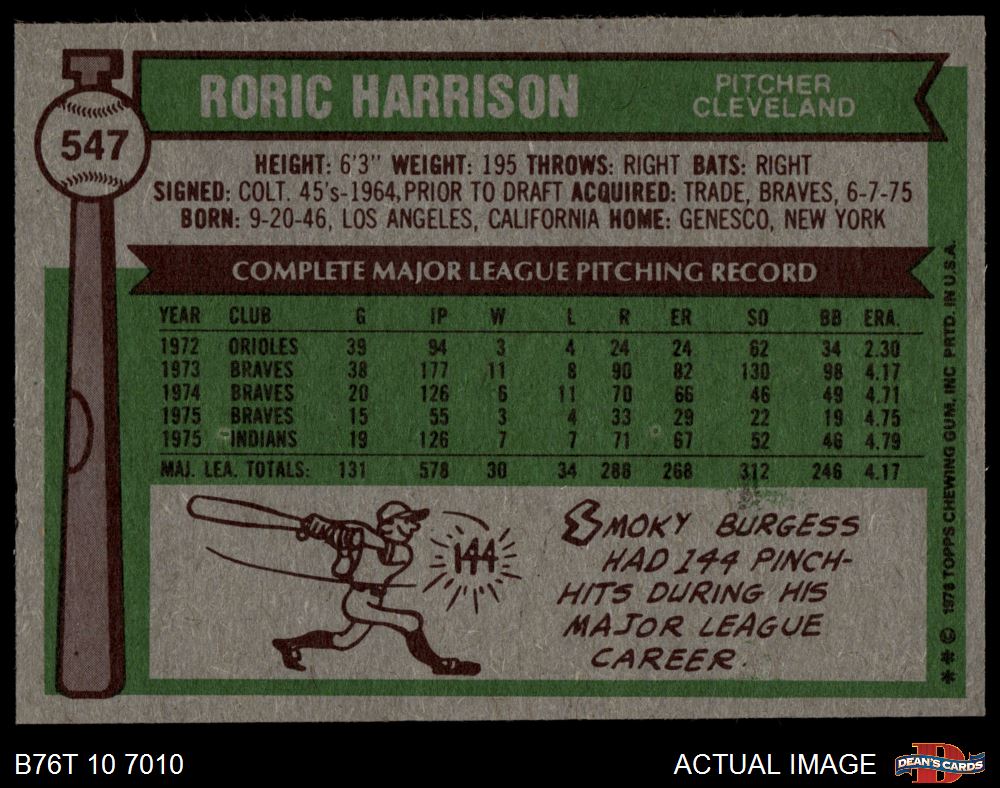 547
RORIC HARRISON
PITCHER
CLEVELAND
HEIGHT: 6'3" WEIGHT: 195 THROWS: RIGHT BATS: RIGHT
SIGNED: COLT. 45's-1964,PRIOR TO DRAFT ACQUIRED: TRADE, BRAVES, 6-7-75
BORN: 9-20-46, LOS ANGELES, CALIFORNIA HOME: GENESCO, NEW YORK
COMPLETE MAJOR LEAGUE PITCHING RECORD
YEAR CLUB G IP W L R ER SO BB ERA.
1972 ORIOLES 39 94 3 4 24 24 62 34 2.30
1973 BRAVES 38 177 11 8 90 82 130 98 4.17
1974 BRAVES 20 126 6 11 70 66 46 49 4.71
1975 BRAVES 15 55 3 4 33 29 22 19 4.75
1975 INDIANS 19 126 7 7 71 67 52 46 4.79
MAJ. LEA. TOTALS: 131 578 30 34 288 268 312 246 4.17
144
SMOKY BURGESS
HAD 144 PINCH-
HITS DURING HIS
MAJOR LEAGUE
CAREER.
** © 1976 TOPPS CHEWING GUM, INC PRTD. IN U.S.A.
B76T 10 7010
ACTUAL IMAGE
DEAN'S CARDS